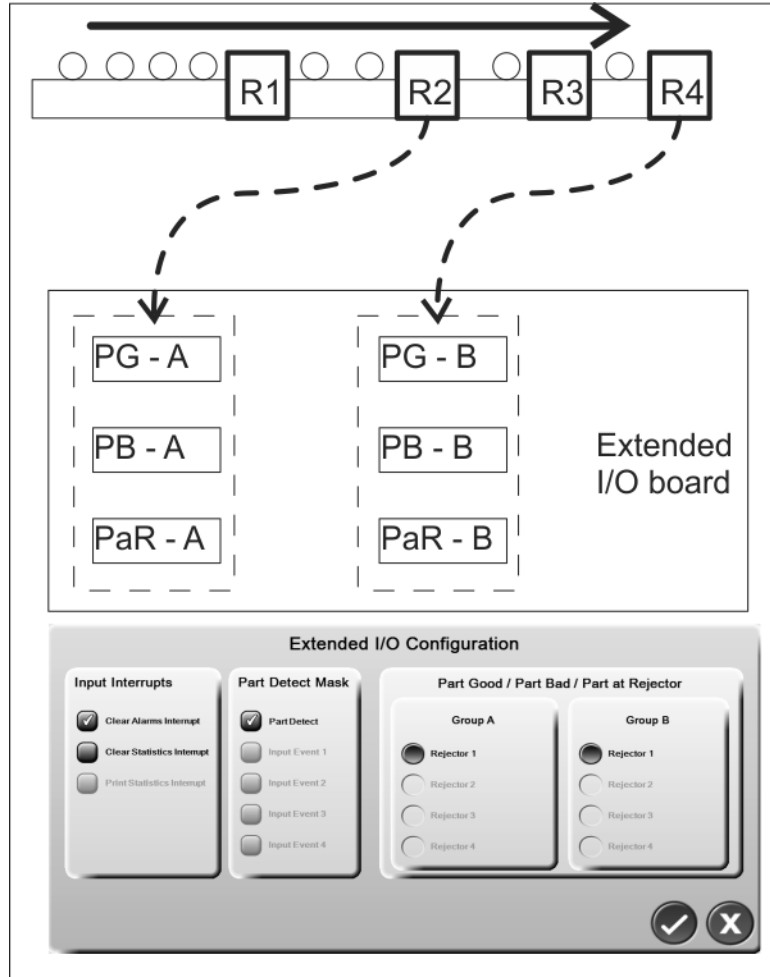 R1 R2 R3 R4
PG - A PG - B
PB - A PB - B
Extended
I/O board
PaR - A PaR - B
Extended I/O Configuration
Input Interrupts
Clear Alarms Interrupt
Clear Statistics Interrupt
Print Statistics Interrupt
Part Detect Mask
Part Detect
Input Event 1
Input Event 2
Input Event 3
Input Event 4
Part Good / Part Bad / Part at Rejector
Group A
Rejector 1
Rejector 2
Rejector 3
Rejector 4
Group B
Rejector 1
Rejector 2
Rejector 3
Rejector 4